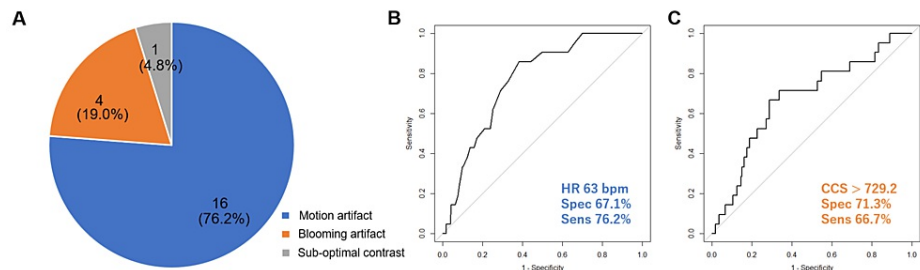 A
1
(4.8%)
4
(19.0%)
16
(76.2%)
Motion artifact
Blooming artifact
Sub-optimal contrast
B
Sensitivity
1.0
0.8
0.6
0.4
0.2
0.0
HR 63 bpm
Spec 67.1%
Sens 76.2%
0.0 0.2 0.4 0.6 0.8 1.0
1 - Specificity
C
Sensitivity
1.0
0.8
0.6
0.4
0.2
0.0
CCS > 729.2
Spec 71.3%
Sens 66.7%
0.0 0.2 0.4 0.6 0.8 1.0
1 - Specificity